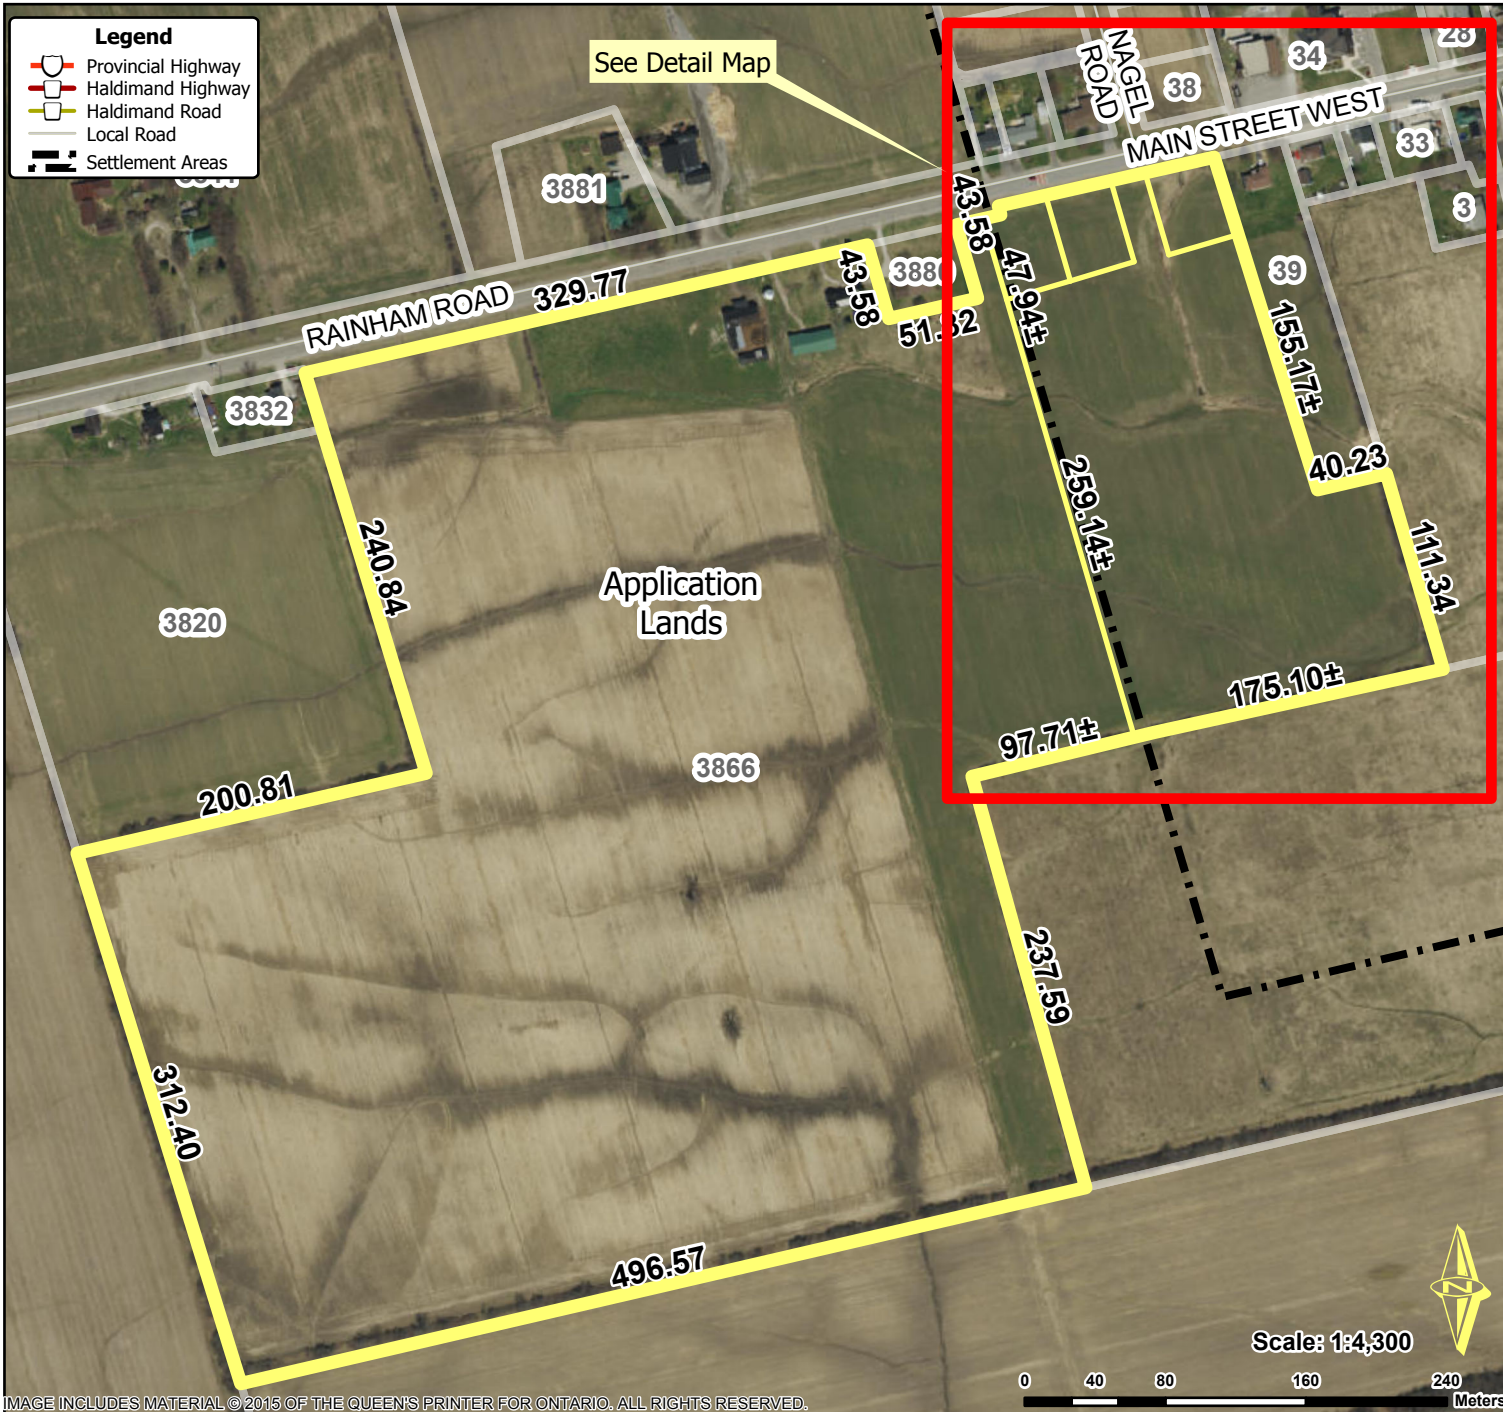 Legend
Provincial Highway
Haldimand Highway
Haldimand Road
Local Road
Settlement Areas
See Detail Map
NAGEL
ROAD
28
34
38
MAIN STREET WEST
33
3
39
3881
3880
3832
3820
3866
RAINHAM ROAD
329.77
43.58
51.82
43.58
47.94±
155.17±
40.23
111.34
259.14±
175.10±
97.71±
240.84
200.81
237.59
312.40
496.57
Application
Lands
N
Scale: 1:4,300
0 40 80 160 240
Meters
IMAGE INCLUDES MATERIAL © 2015 OF THE QUEEN'S PRINTER FOR ONTARIO. ALL RIGHTS RESERVED.